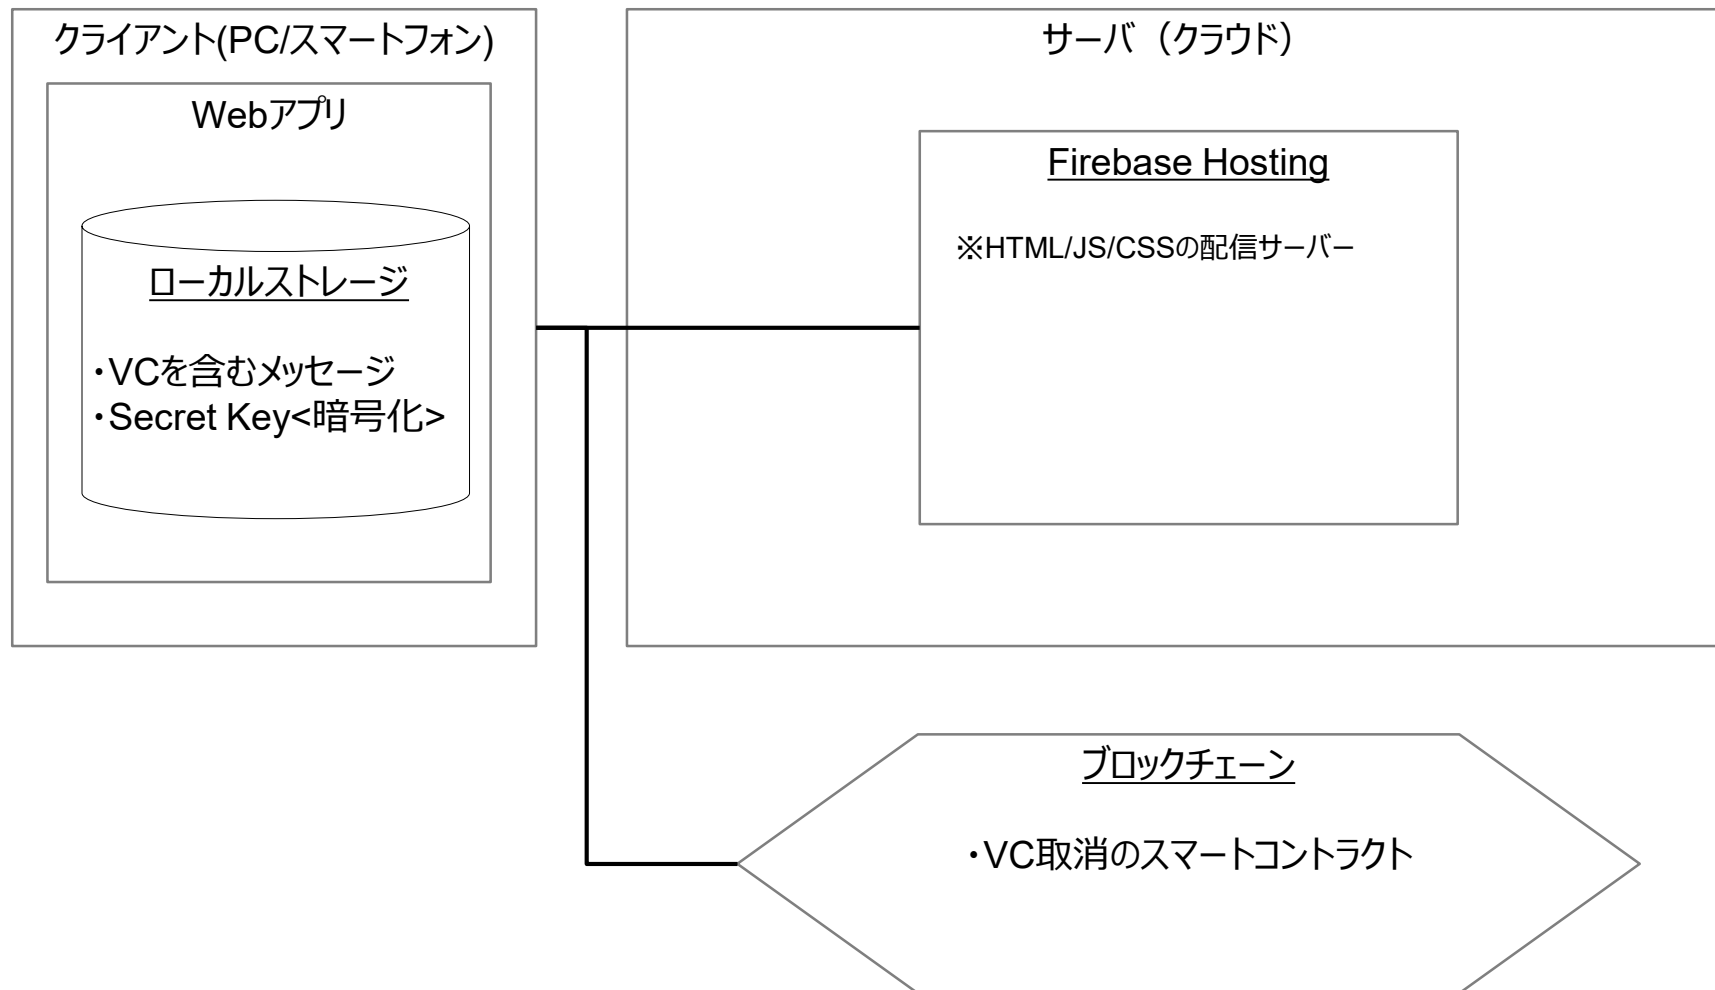 クライアント(PC/スマートフォン)
Webアプリ
ローカルストレージ
・VCを含むメッセージ
・Secret Key<暗号化>
サーバ（クラウド）
Firebase Hosting
※HTML/JS/CSSの配信サーバー
ブロックチェーン
・VC取消のスマートコントラクト